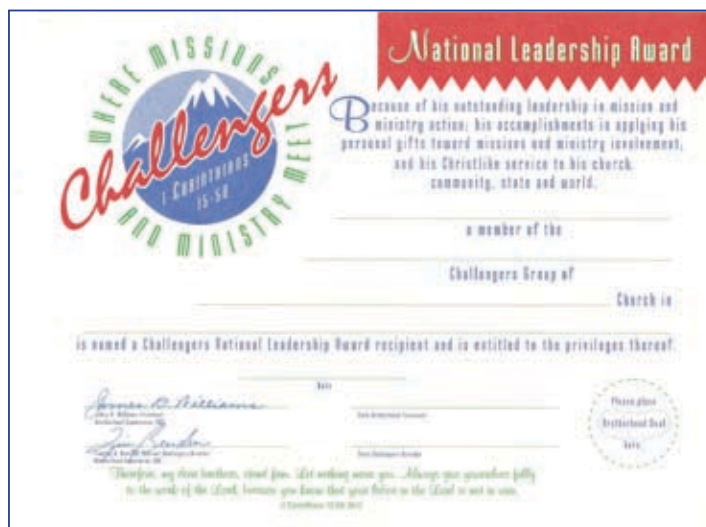 WHERE MISSIONS
Challengers
1 CORINTHIANS
15:58
AND MINISTRY MEET
National Leadership Award
Because of his outstanding leadership in mission and
ministry action; his accomplishments in applying his
personal gifts toward missions and ministry involvement,
and his Christlike service to his church,
community, state and world.
a member of the
Challengers Group of
Church in
is named a Challengers National Leadership Award recipient and is entitled to the privileges thereof.
Date
James D. Williams
Tim Bender
Please place
Brotherhood Seal
here.
Therefore, my dear brothers, stand firm. Let nothing move you. Always give yourselves fully
to the work of the Lord, because you know that your labor in the Lord is not in vain.